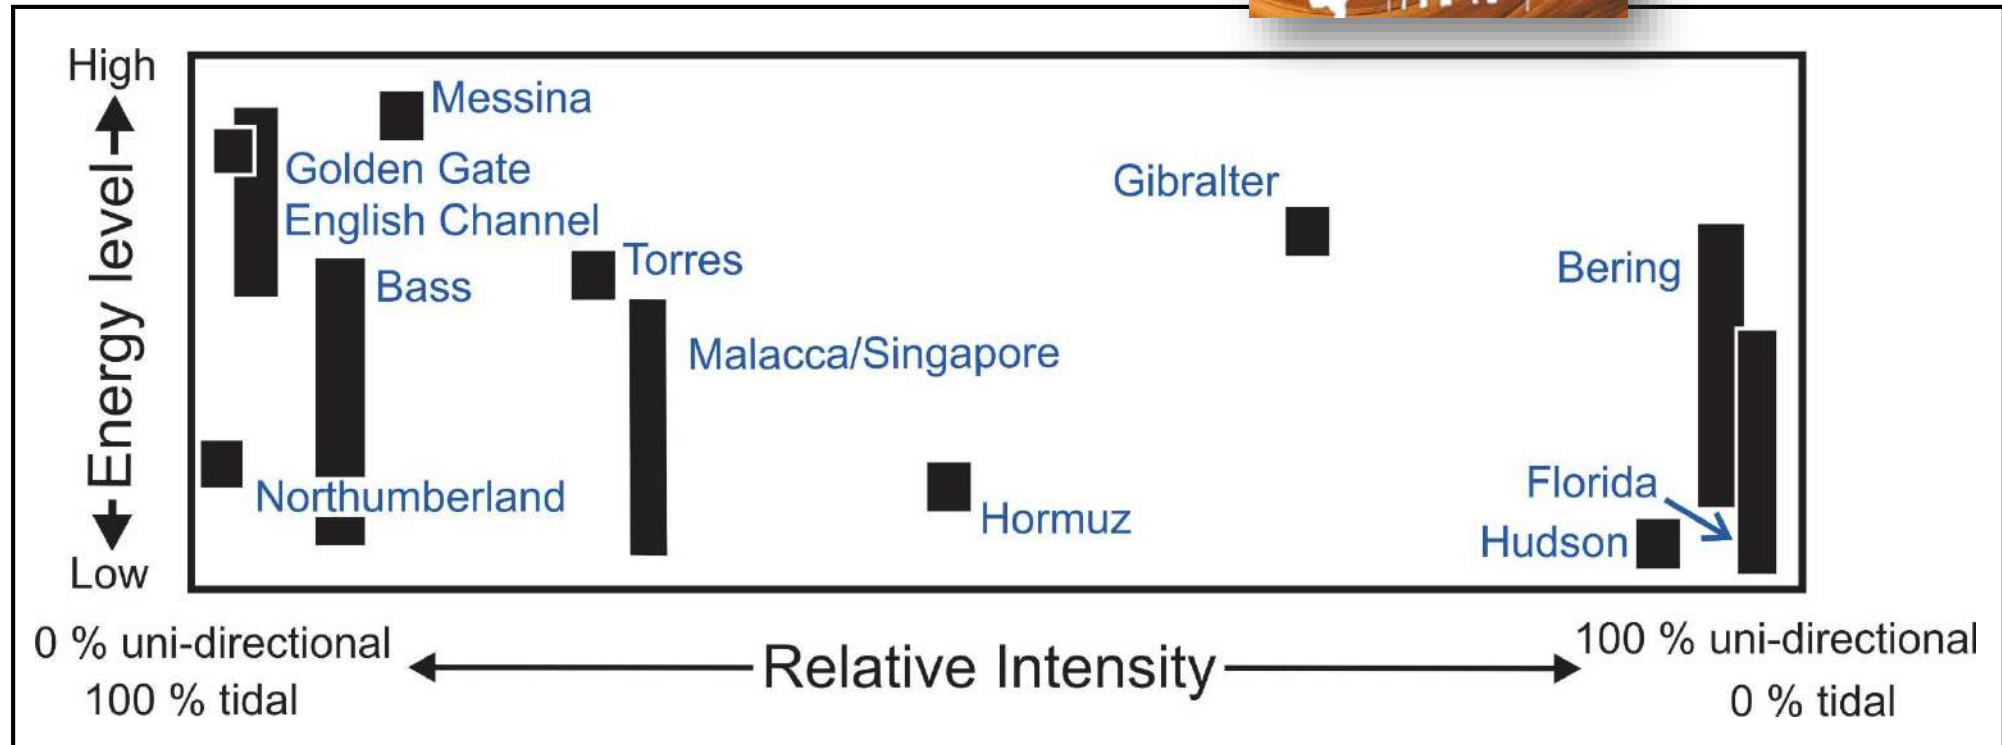 High
Messina
Golden Gate
English Channel
Gibralter
Torres
Bering
Bass
Malacca/Singapore
Energy level
Northumberland
Florida
Hormuz
Hudson
Low
0 % uni-directional
100 % tidal
Relative Intensity
100 % uni-directional
0 % tidal